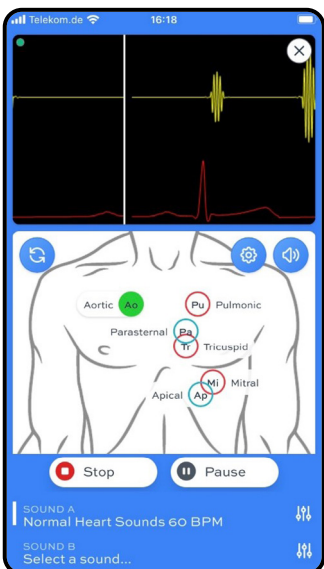 Telekom.de 16:18
Aortic Ao Pu Pulmonic
Parasternal Pa
Tr Tricuspid
Mi Mitral
Apical Ap
Stop Pause
SOUND A
Normal Heart Sounds 60 BPM
SOUND B
Select a sound...